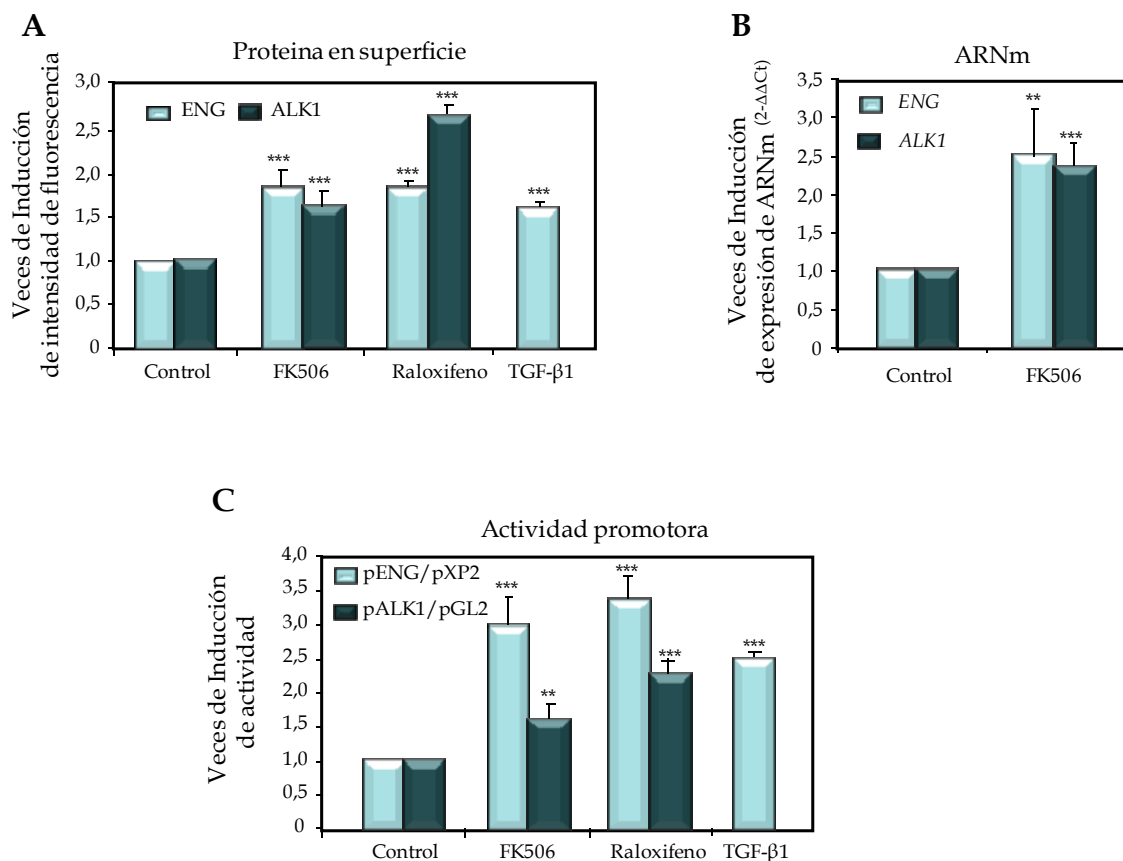 A
Proteina en superficie
Veces de Inducción
de intensidad de fluorescencia
3,0
2,5
2,0
1,5
1,0
0,5
0
ENG ALK1
*** *** *** *** ***
Control FK506 Raloxifeno TGF-β1
B
ARNm
Veces de Inducción
de expresión de ARNm (2-ΔΔCt)
3,5
3,0
2,5
2,0
1,5
1,0
0,5
0
ENG
ALK1
** ***
Control FK506
C
Actividad promotora
Veces de Inducción
de actividad
4,0
3,5
3,0
2,5
2,0
1,5
1,0
0,5
0
pENG/pXP2
pALK1/pGL2
*** ** *** *** ***
Control FK506 Raloxifeno TGF-β1